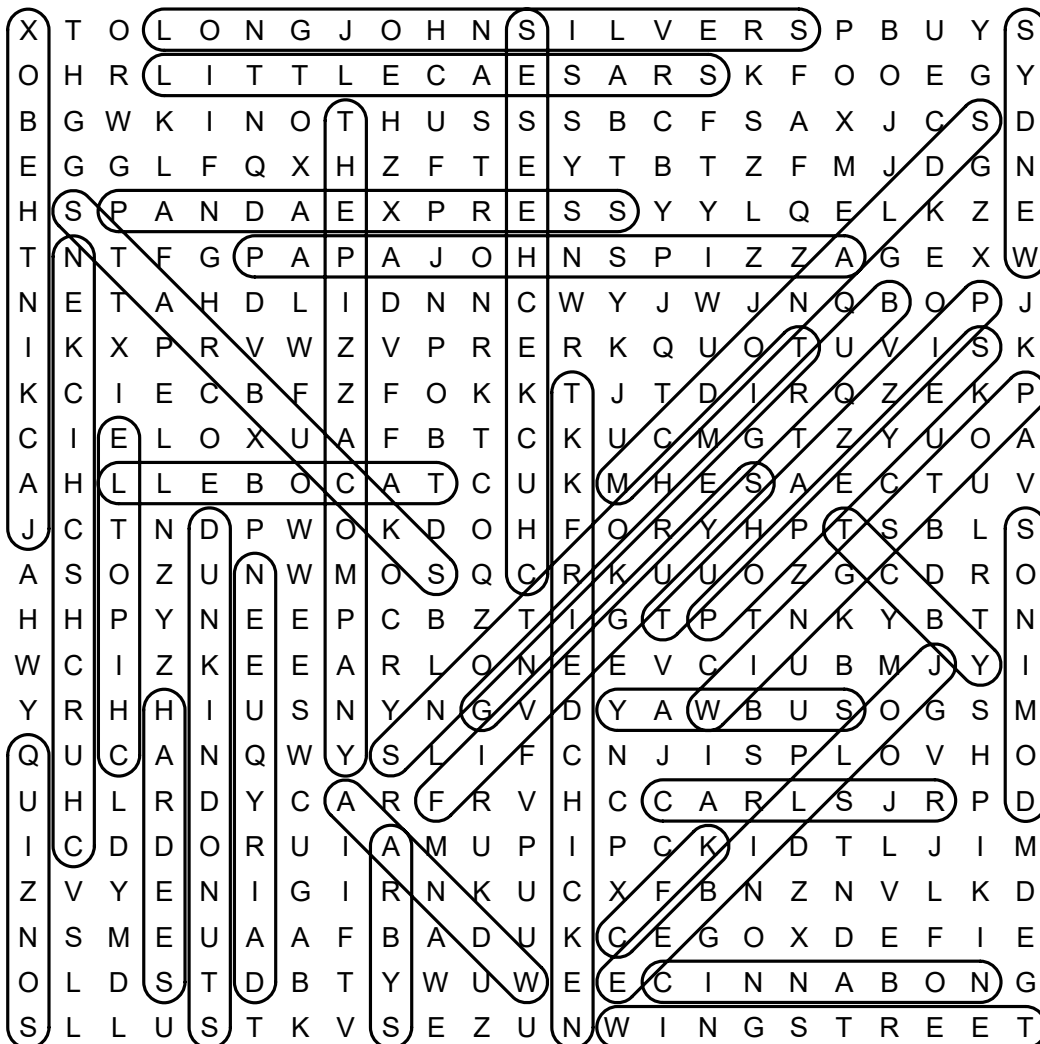 X T O L O N G J O H N S I L V E R S P B U Y S
O H R L I T T L E C A E S A R S K F O O E G Y
B G W K I N O T H U S S S B C F S A X J C S D
E G G L F Q X H Z F T E Y T B T Z F M J D G N
H S P A N D A E X P R E S S Y Y L Q E L K Z E
T N T F G P A P A J O H N S P I Z Z A G E X W
N E T A H D L I D N N C W Y J W J N Q B O P J
I K X P R V W Z V P R E R K Q U O T U V I S K
K C I E C B F Z F O K K T J T D I R Q Z E K P
C I E L O X U A F B T C K U C M G T Z Y U O A
A H L L E B O C A T C U K M H E S A E C T U V
J C T N D P W O K D O H F O R Y H P T S B L S
A S O Z U N W M O S Q C R K U U O Z G C D R O
H H P Y N E E P C B Z T I G T P T N K Y B T N
W C I Z K E E A R L O N E E V C I U B M J Y I
Y R H H I U S N Y N G V D Y A W B U S O G S M
Q U C A N Q W Y S L I F C N J I S P L O V H O
U H L R D Y C A R F R V H C C A R L S J R P D
I C D D O R U I A M U P I P C K I D T L J I M
Z V Y E N I G I R N K U C X F B N Z N V L K D
N S M E U A A F B A D U K C E G O X D E F I E
O L D S T D B T Y W U W E E C I N N A B O N G
S L L U S T K V S E Z U N W I N G S T R E E T